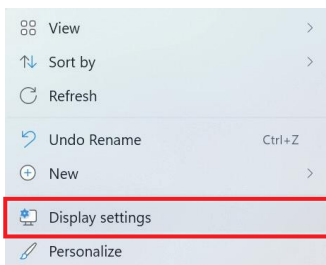 View
Sort by
Refresh
Undo Rename Ctrl+Z
New
Display settings
Personalize